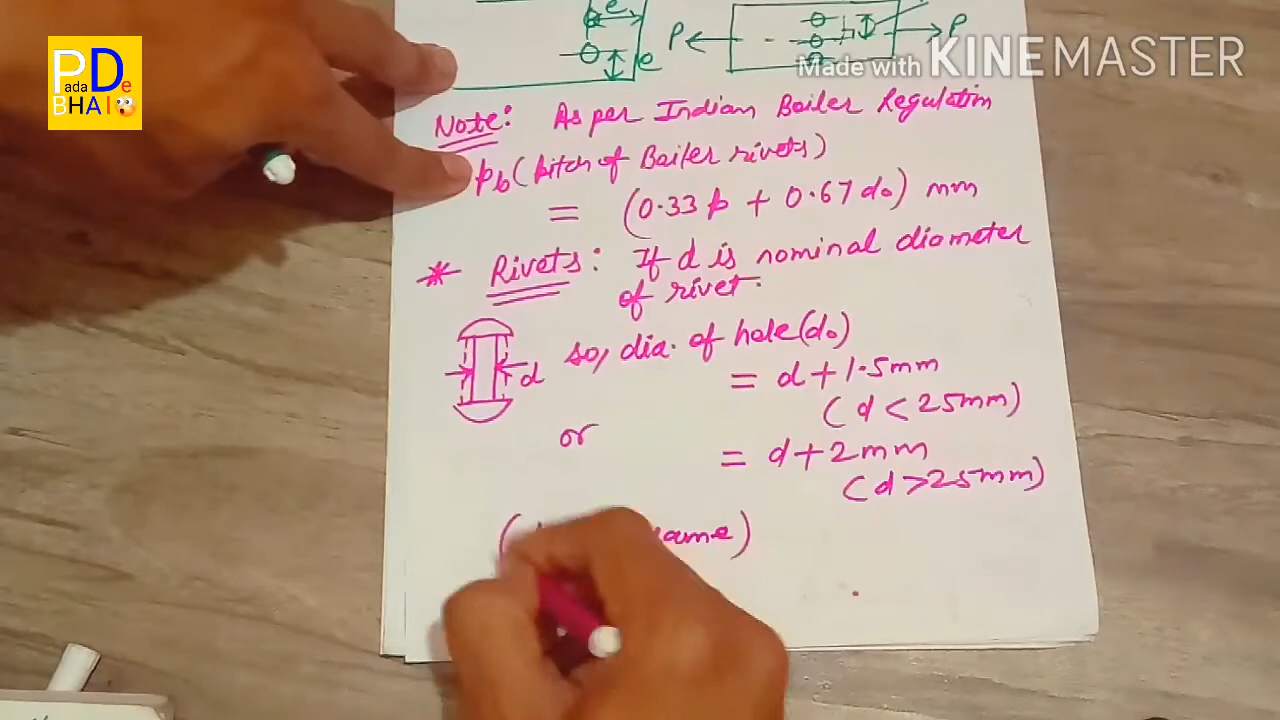 PaDa De
BHAI
Made with KINEMASTER
e
e
P
P
Note: As per Indian Boiler Regulation
Pb (pitch of Boiler rivets)
= (0.33 p + 0.67 do) mm
* Rivets: If d is nominal diameter
of rivet.
so, dia. of hole (do)
d
= d + 1.5mm
(d < 25mm)
or
= d + 2mm
(d > 25mm)